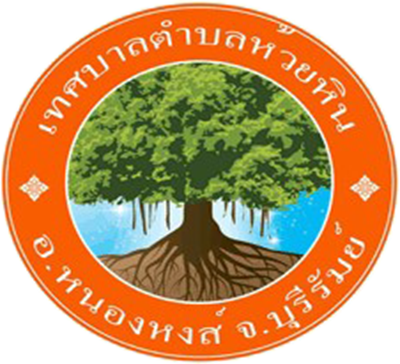 เทศบาลตำบลห้วยหิน
อ.หนองหงส์ จ.บุรีรัมย์